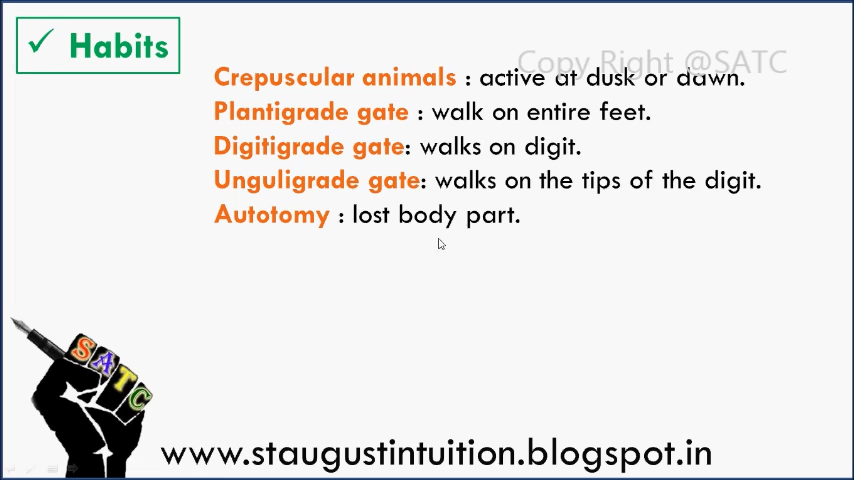 ✓ Habits
Copy Right @SATC
Crepuscular animals : active at dusk or dawn.
Plantigrade gate : walk on entire feet.
Digitigrade gate: walks on digit.
Unguligrade gate: walks on the tips of the digit.
Autotomy : lost body part.
SATC
www.staugustintuition.blogspot.in